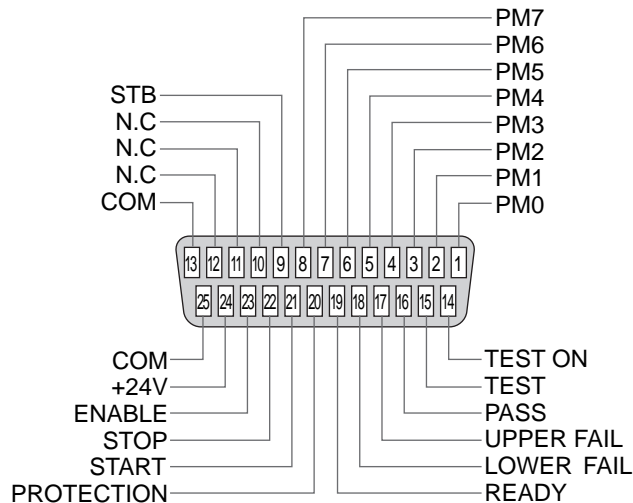 PM7
PM6
PM5
PM4
PM3
PM2
PM1
PM0
STB
N.C
N.C
N.C
COM
13 12 11 10 9 8 7 6 5 4 3 2 1
25 24 23 22 21 20 19 18 17 16 15 14
COM
+24V
ENABLE
STOP
START
PROTECTION
TEST ON
TEST
PASS
UPPER FAIL
LOWER FAIL
READY